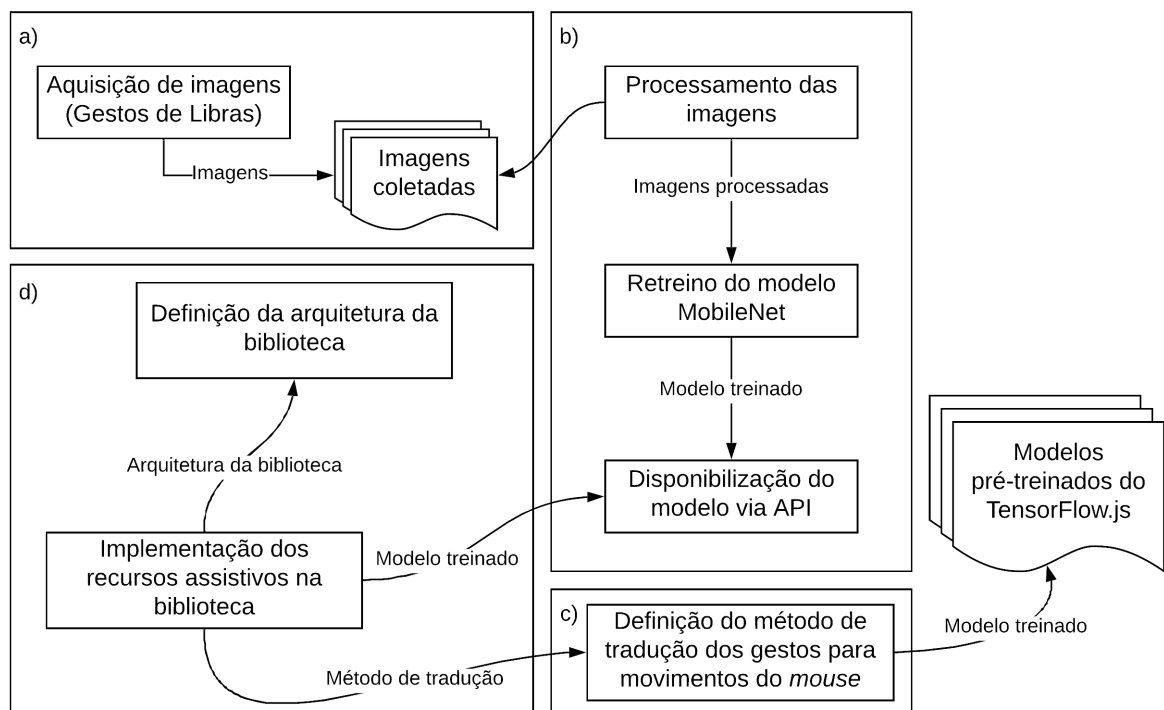 a)
Aquisição de imagens
(Gestos de Libras)
Imagens
Imagens
coletadas
b)
Processamento das
imagens
Imagens processadas
Retreino do modelo
MobileNet
Modelo treinado
Disponibilização do
modelo via API
d)
Definição da arquitetura da
biblioteca
Arquitetura da biblioteca
Implementação dos
recursos assistivos na
biblioteca
Modelo treinado
Método de tradução
c)
Definição do método de
tradução dos gestos para
movimentos do mouse
Modelo treinado
Modelos
pré-treinados do
TensorFlow.js